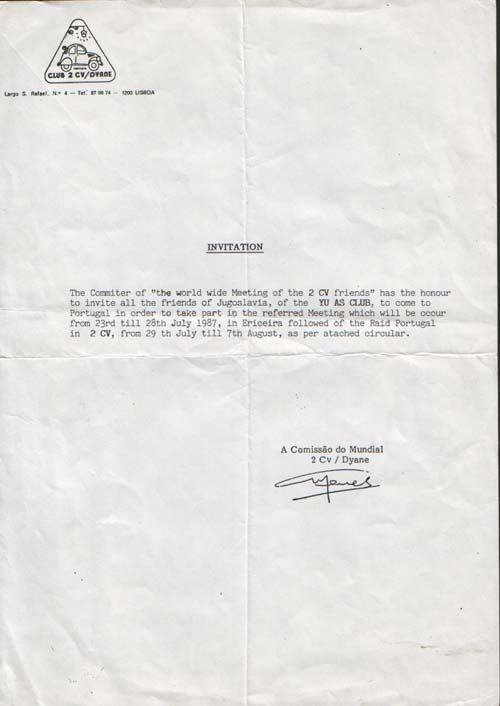 CLUB 2 CV/DYANE
Largo S. Rafael, N.º 4 — Tel. 87 98 74 — 1200 LISBOA
INVITATION
The Commiter of "the world wide Meeting of the 2 CV friends" has the honour
to invite all the friends of Jugoslavia, of the YU AS CLUB, to come to
Portugal in order to take part in the referred Meeting which will be occur
from 23rd till 28th July 1987, in Ericeira followed of the Raid Portugal
in 2 CV, from 29 th July till 7th August, as per atached circular.
A Comissão do Mundial
2 Cv / Dyane